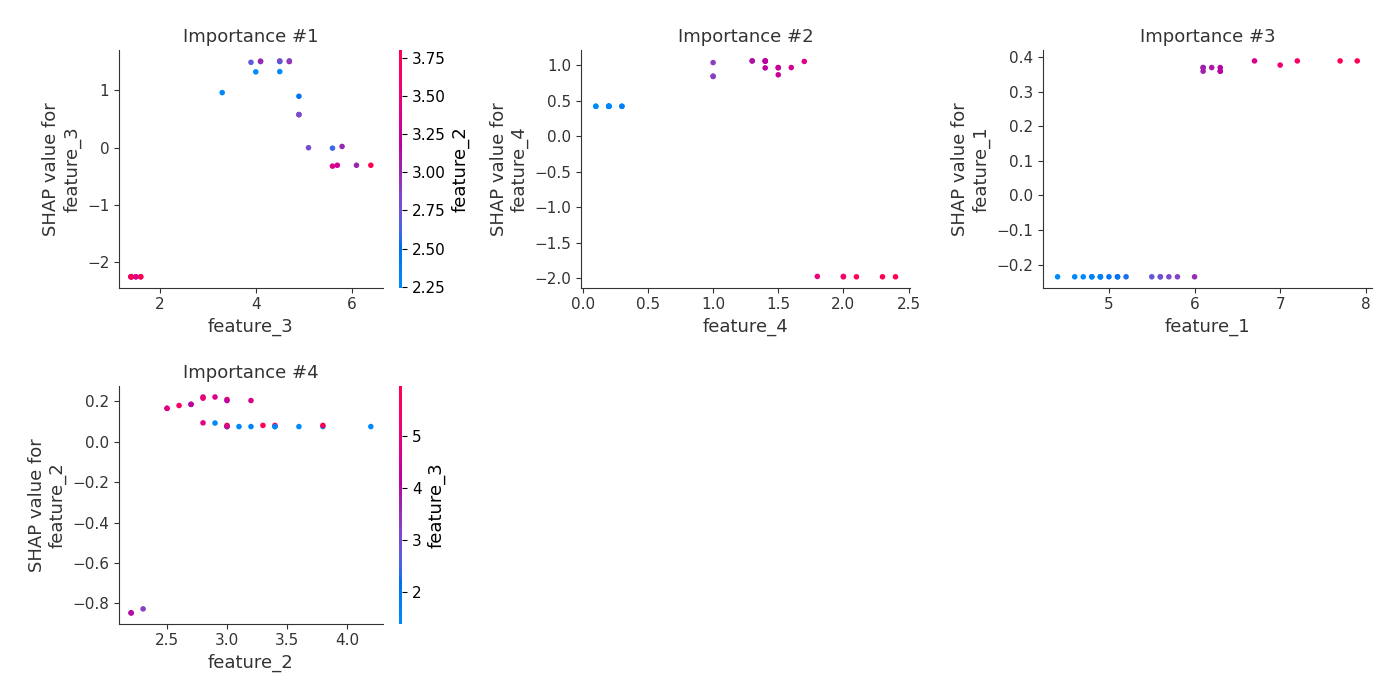 Importance #1
SHAP value for
feature_3
1
0
−1
−2
2
4
6
feature_3
3.75
3.50
3.25
3.00
2.75
2.50
2.25
feature_2
Importance #2
SHAP value for
feature_4
1.0
0.5
0.0
−0.5
−1.0
−1.5
−2.0
0.0
0.5
1.0
1.5
2.0
2.5
feature_4
Importance #3
SHAP value for
feature_1
0.4
0.3
0.2
0.1
0.0
−0.1
−0.2
5
6
7
8
feature_1
Importance #4
SHAP value for
feature_2
0.2
0.0
−0.2
−0.4
−0.6
−0.8
2.5
3.0
3.5
4.0
feature_2
5
4
3
2
feature_3